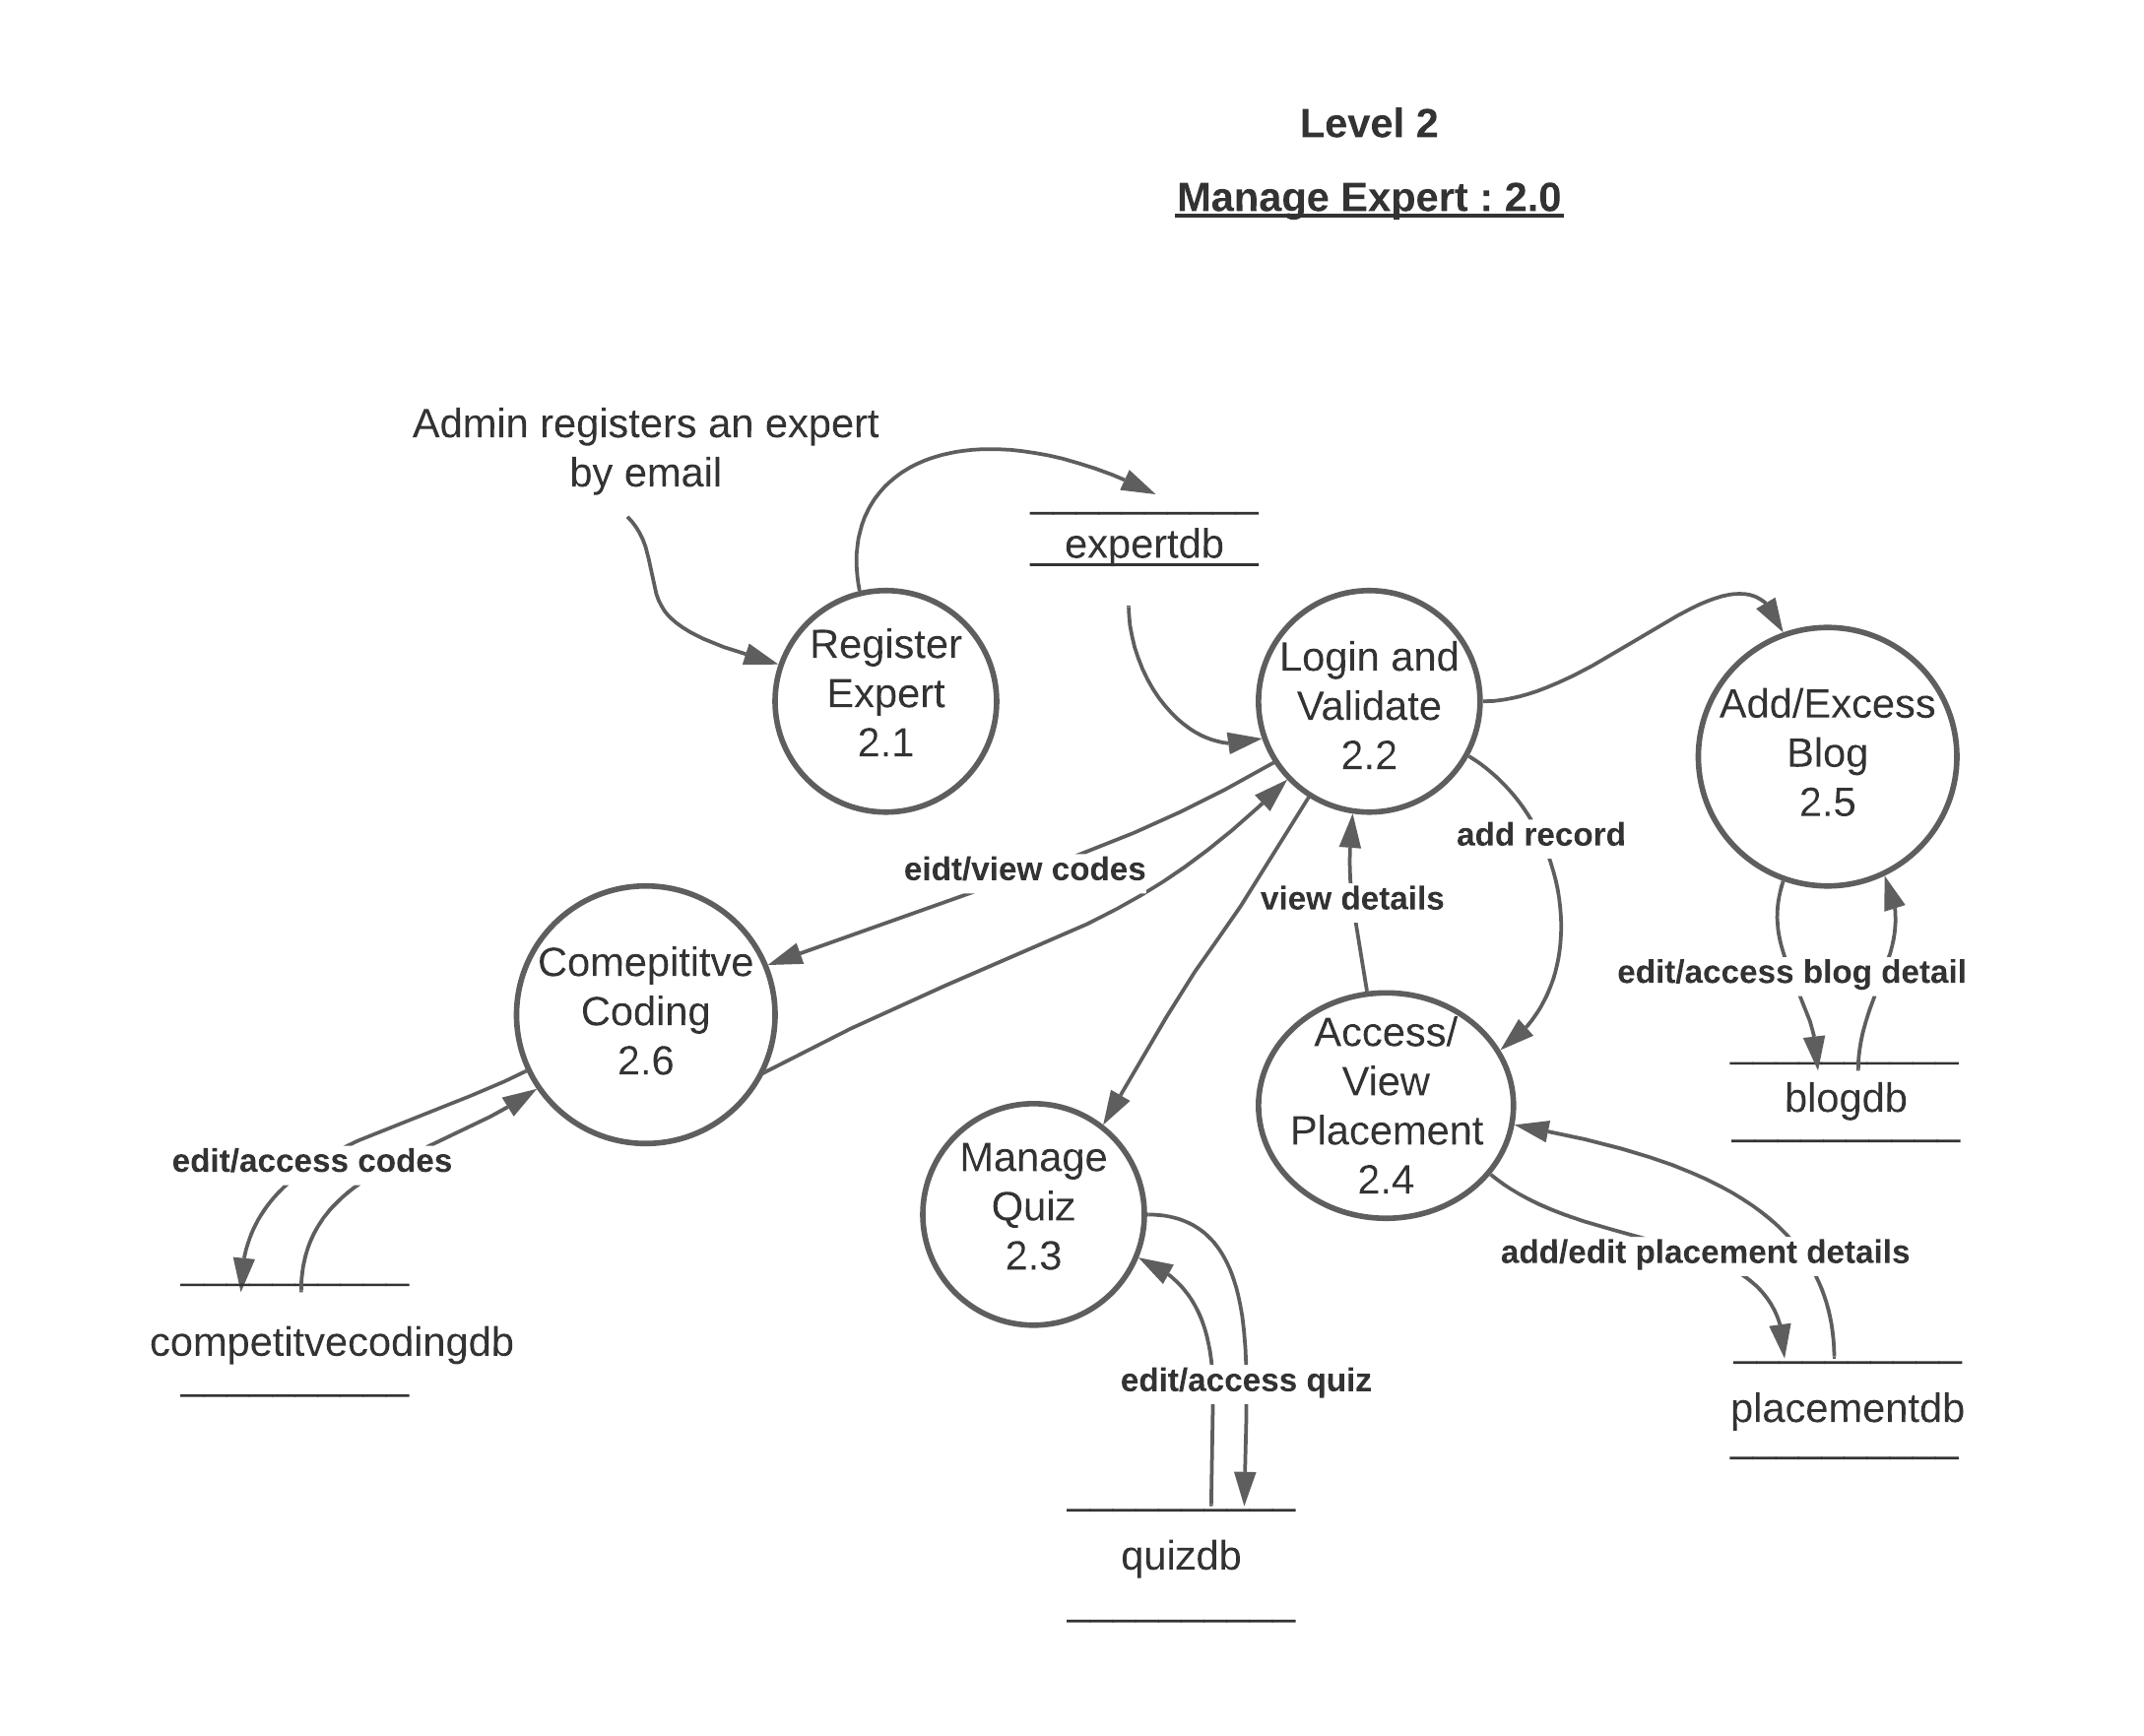 Level 2
Manage Expert : 2.0
Admin registers an expert
by email
expertdb
Register
Expert
2.1
Login and
Validate
2.2
Add/Excess
Blog
2.5
add record
eidt/view codes
view details
Comepititve
Coding
2.6
edit/access blog detail
Access/
View
Placement
2.4
blogdb
Manage
Quiz
2.3
edit/access codes
add/edit placement details
competitvecodingdb
edit/access quiz
placementdb
quizdb